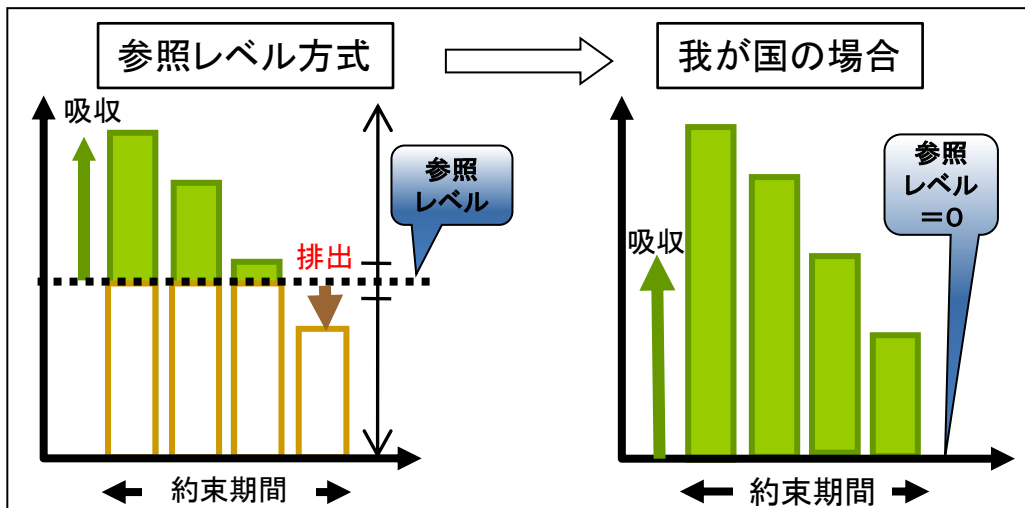 参照レベル方式
我が国の場合
吸収
参照
レベル
排出
約束期間
参照
レベル
=0
吸収
約束期間